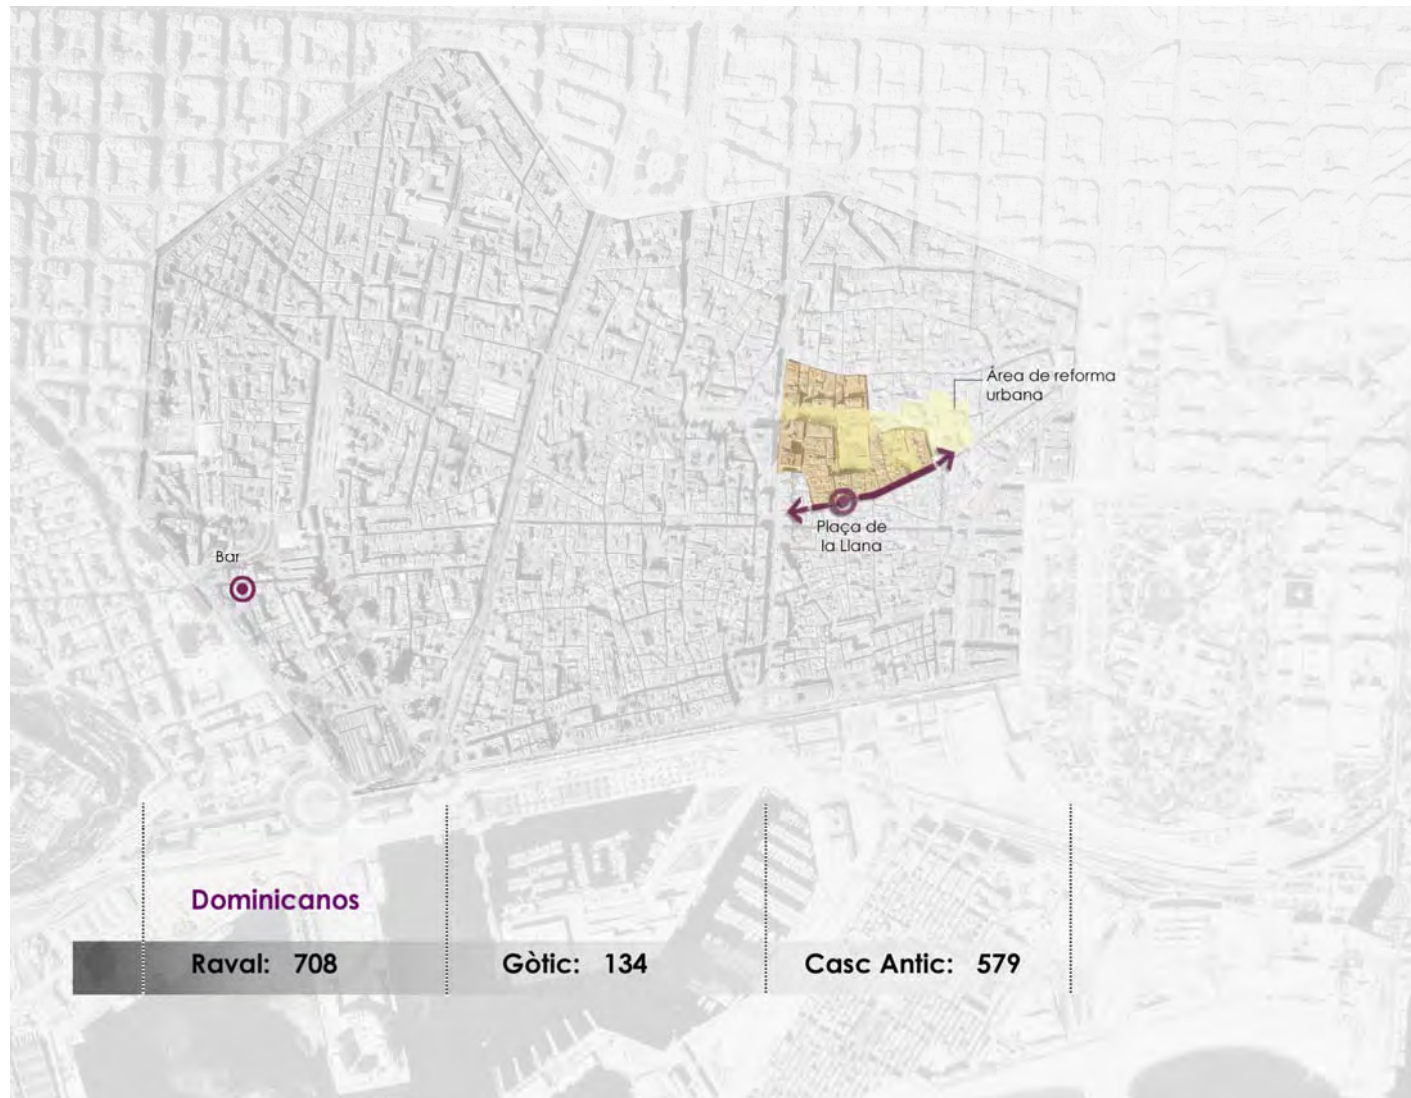 Área de reforma
urbana
Plaça de
la Llana
Bar
Dominicanos
Raval: 708
Gòtic: 134
Casc Antic: 579